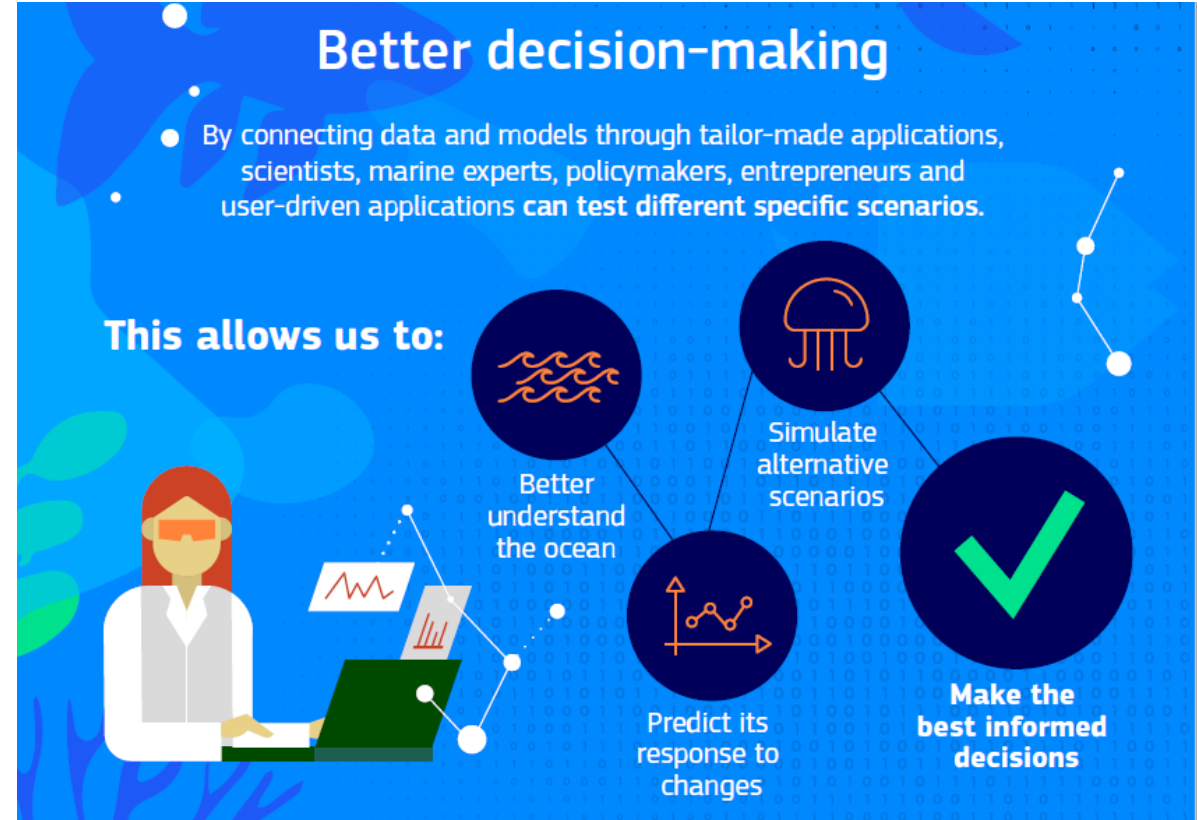 Better decision-making
By connecting data and models through tailor-made applications,
scientists, marine experts, policymakers, entrepreneurs and
user-driven applications can test different specific scenarios.
This allows us to:
Better
understand
the ocean
Predict its
response to
changes
Simulate
alternative
scenarios
Make the
best informed
decisions